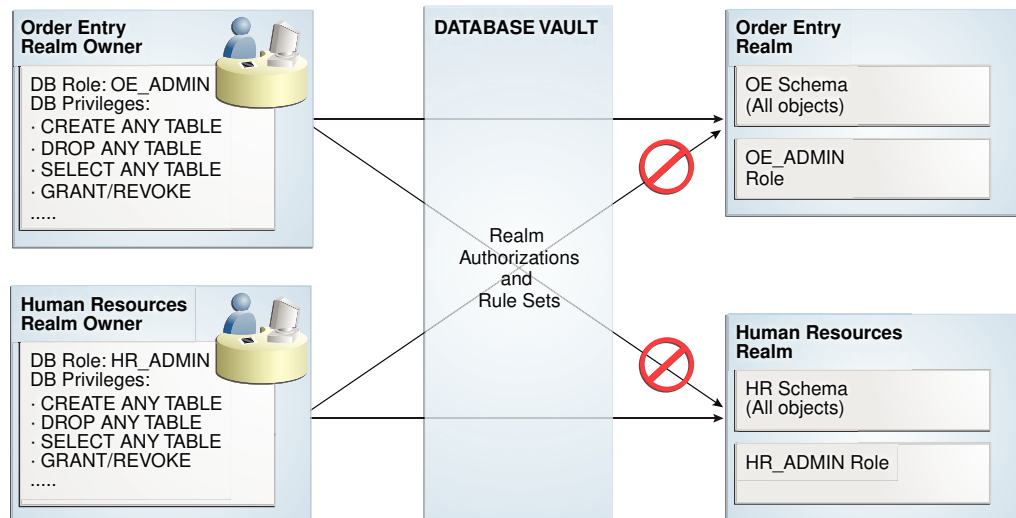 Order Entry
Realm Owner
DB Role: OE_ADMIN
DB Privileges:
· CREATE ANY TABLE
· DROP ANY TABLE
· SELECT ANY TABLE
· GRANT/REVOKE
.....
Human Resources
Realm Owner
DB Role: HR_ADMIN
DB Privileges:
· CREATE ANY TABLE
· DROP ANY TABLE
· SELECT ANY TABLE
· GRANT/REVOKE
.....
DATABASE VAULT
Realm
Authorizations
and
Rule Sets
Order Entry
Realm
OE Schema
(All objects)
OE_ADMIN
Role
Human Resources
Realm
HR Schema
(All objects)
HR_ADMIN Role